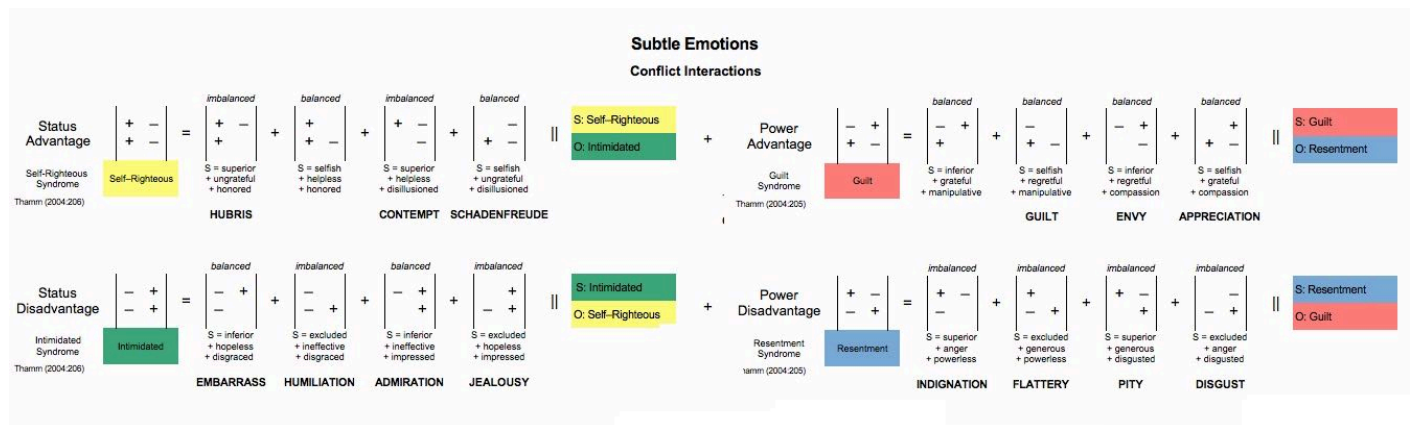 Subtle Emotions
Conflict Interactions
Status
Advantage
Self-Righteous
Syndrome
Thamm (2004:206)
+ –
+ –
Self–Righteous
=
imbalanced
+ –
+
S = superior
+ ungrateful
+ honored
HUBRIS
+
balanced
+
+ –
S = selfish
+ helpless
+ honored
+
imbalanced
+ –
–
S = superior
+ helpless
+ disillusioned
CONTEMPT
+
balanced
–
+ –
S = selfish
+ ungrateful
+ disillusioned
SCHADENFREUDE
||
S: Self–Righteous
O: Intimidated
+
Power
Advantage
Guilt
Syndrome
Thamm (2004:205)
– +
+ –
Guilt
=
balanced
– +
+
S = inferior
+ grateful
+ manipulative
+
balanced
–
+ –
S = selfish
+ regretful
+ manipulative
GUILT
+
balanced
– +
–
S = inferior
+ regretful
+ compassion
ENVY
+
balanced
+
+ –
S = selfish
+ grateful
+ compassion
APPRECIATION
||
S: Guilt
O: Resentment
Status
Disadvantage
Intimidated
Syndrome
Thamm (2004:206)
– +
– +
Intimidated
=
balanced
– +
–
S = inferior
+ hopeless
+ disgraced
EMBARRASS
+
imbalanced
–
– +
S = excluded
+ ineffective
+ disgraced
HUMILIATION
+
balanced
– +
+
S = inferior
+ ineffective
+ impressed
ADMIRATION
+
imbalanced
+
– +
S = excluded
+ hopeless
+ impressed
JEALOUSY
||
S: Intimidated
O: Self–Righteous
+
Power
Disadvantage
Resentment
Syndrome
hamm (2004:205)
+ –
– +
Resentment
=
imbalanced
+ –
–
S = superior
+ anger
+ powerless
INDIGNATION
+
imbalanced
+
– +
S = excluded
+ generous
+ powerless
FLATTERY
+
imbalanced
+ –
+
S = superior
+ generous
+ disgusted
PITY
+
imbalanced
–
– +
S = excluded
+ anger
+ disgusted
DISGUST
||
S: Resentment
O: Guilt